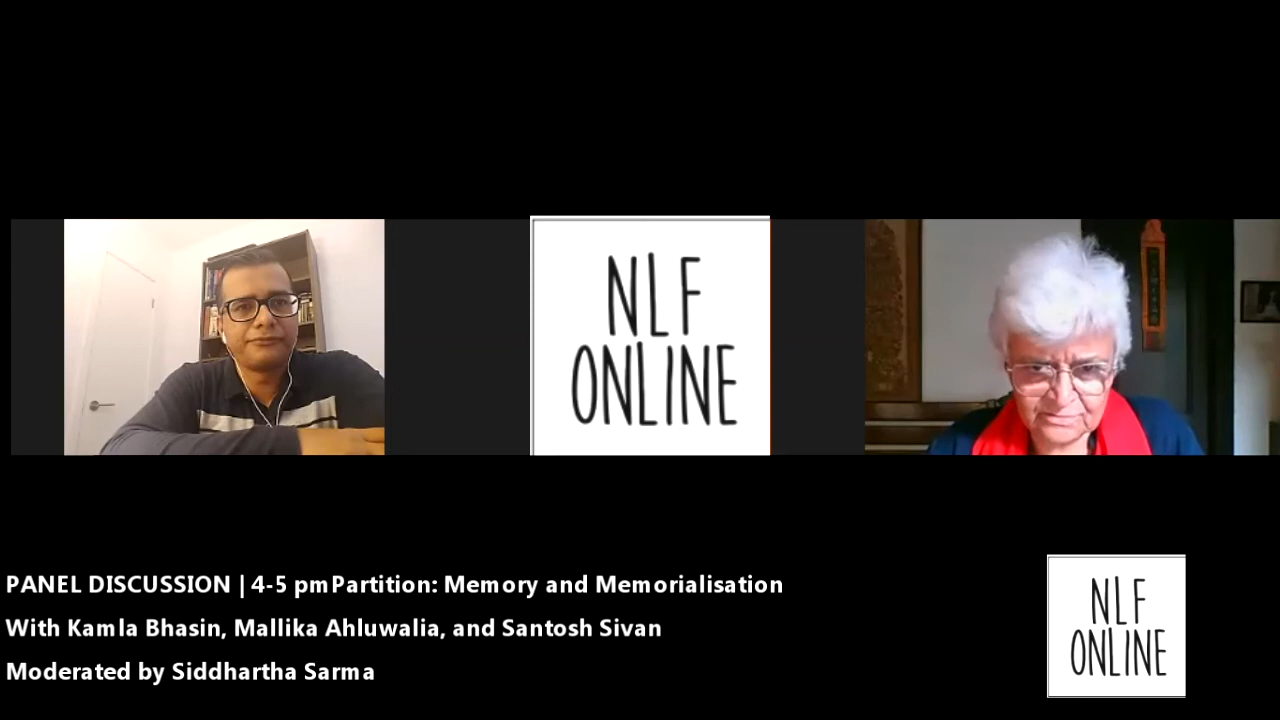 NLF
ONLINE
PANEL DISCUSSION | 4-5 pmPartition: Memory and Memorialisation
With Kamla Bhasin, Mallika Ahluwalia, and Santosh Sivan
Moderated by Siddhartha Sarma
NLF
ONLINE